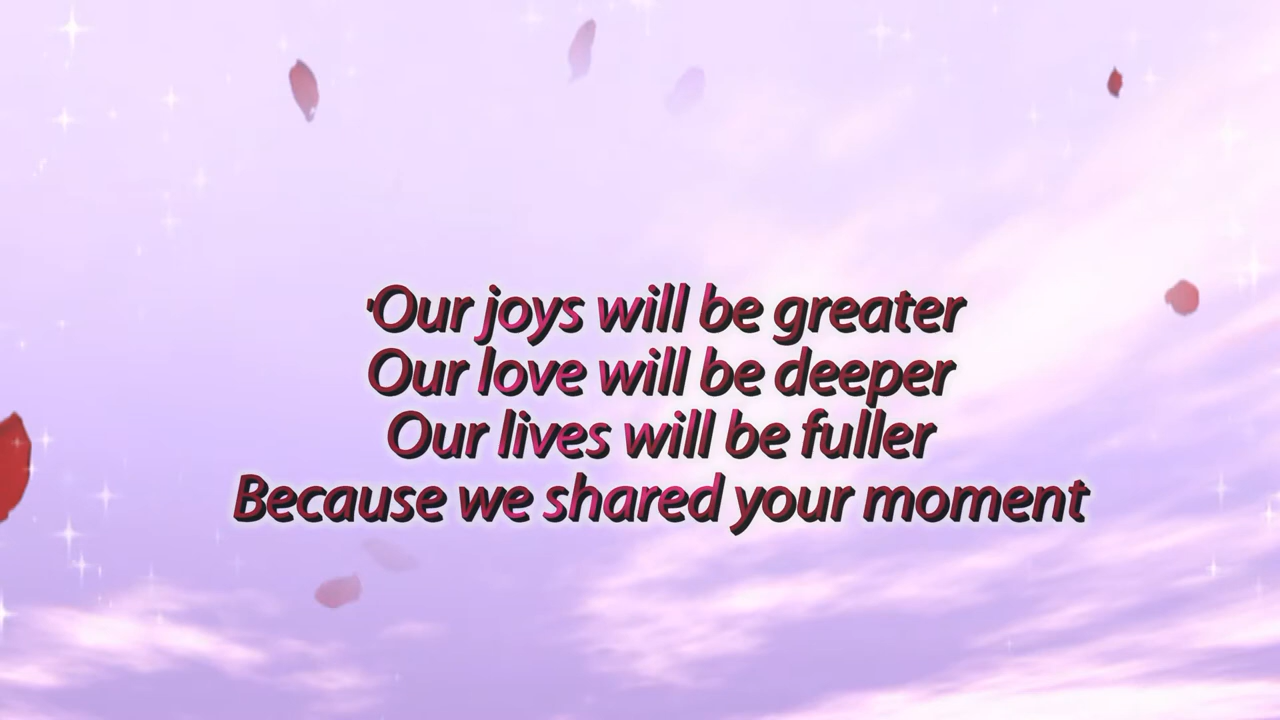 'Our joys will be greater
Our love will be deeper
Our lives will be fuller
Because we shared your moment